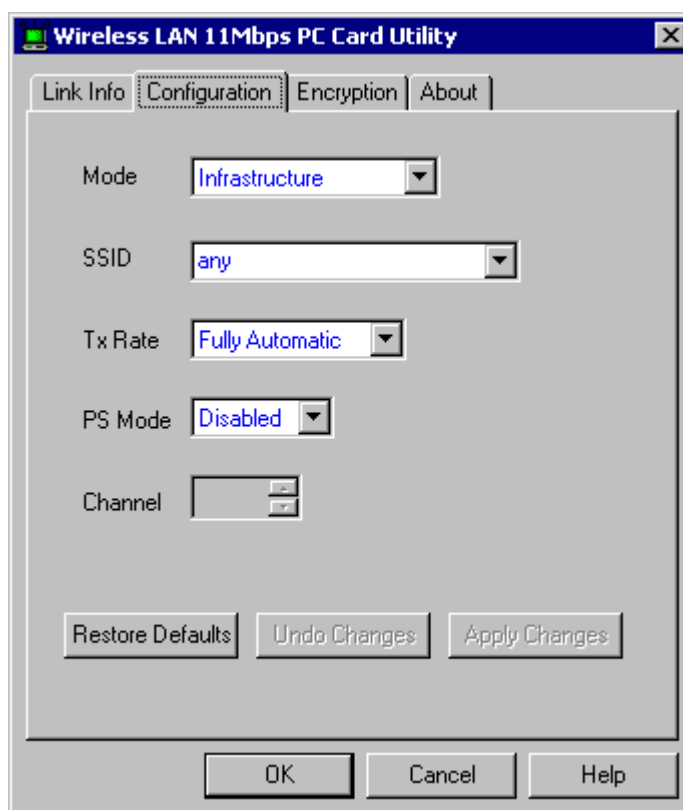 Wireless LAN 11Mbps PC Card Utility
Link Info Configuration Encryption About
Mode Infrastructure
SSID any
Tx Rate Fully Automatic
PS Mode Disabled
Channel
Restore Defaults Undo Changes Apply Changes
OK Cancel Help